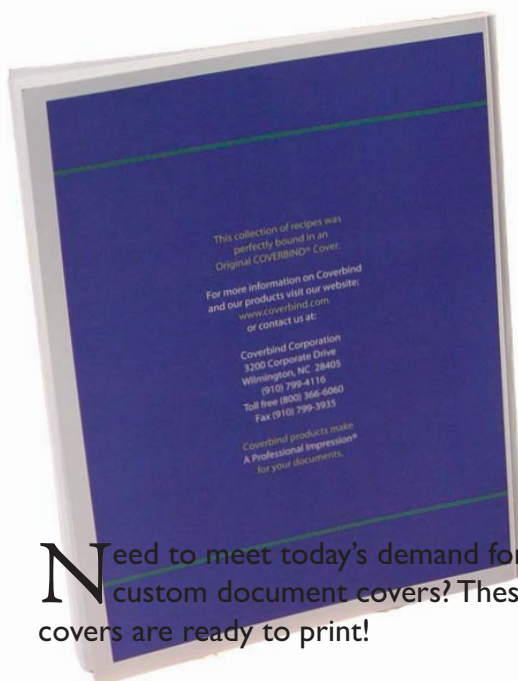 This collection of recipes was
perfectly bound in an
Original COVERBIND® Cover.
For more information on Coverbind
and our products visit our website:
www.coverbind.com
or contact us at:
Coverbind Corporation
3200 Corporate Drive
Wilmington, NC 28405
(910) 799-4116
Toll free (800) 366-6060
Fax (910) 799-3935
Coverbind products make
A Professional Impression®
for your documents.
Need to meet today's demand for
custom document covers? Thes
covers are ready to print!